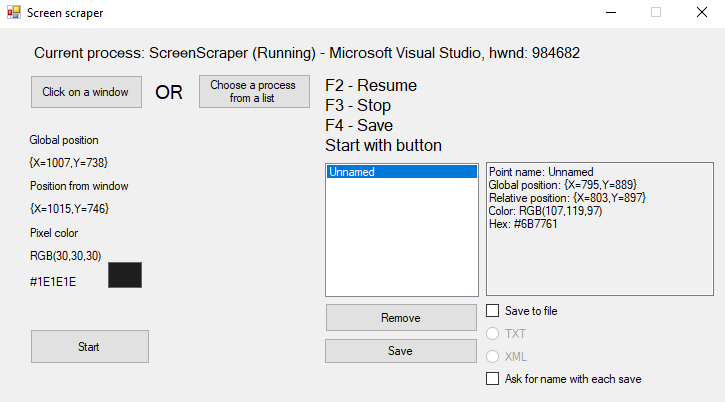 Screen scraper
Current process: ScreenScraper (Running) - Microsoft Visual Studio, hwnd: 984682
Click on a window
OR
Choose a process
from a list
F2 - Resume
F3 - Stop
F4 - Save
Start with button
Global position
{X=1007,Y=738}
Position from window
{X=1015,Y=746}
Pixel color
RGB(30,30,30)
#1E1E1E
Start
Unnamed
Remove
Save
Point name: Unnamed
Global position: {X=795,Y=889}
Relative position: {X=803,Y=897}
Color: RGB(107,119,97)
Hex: #6B7761
Save to file
TXT
XML
Ask for name with each save